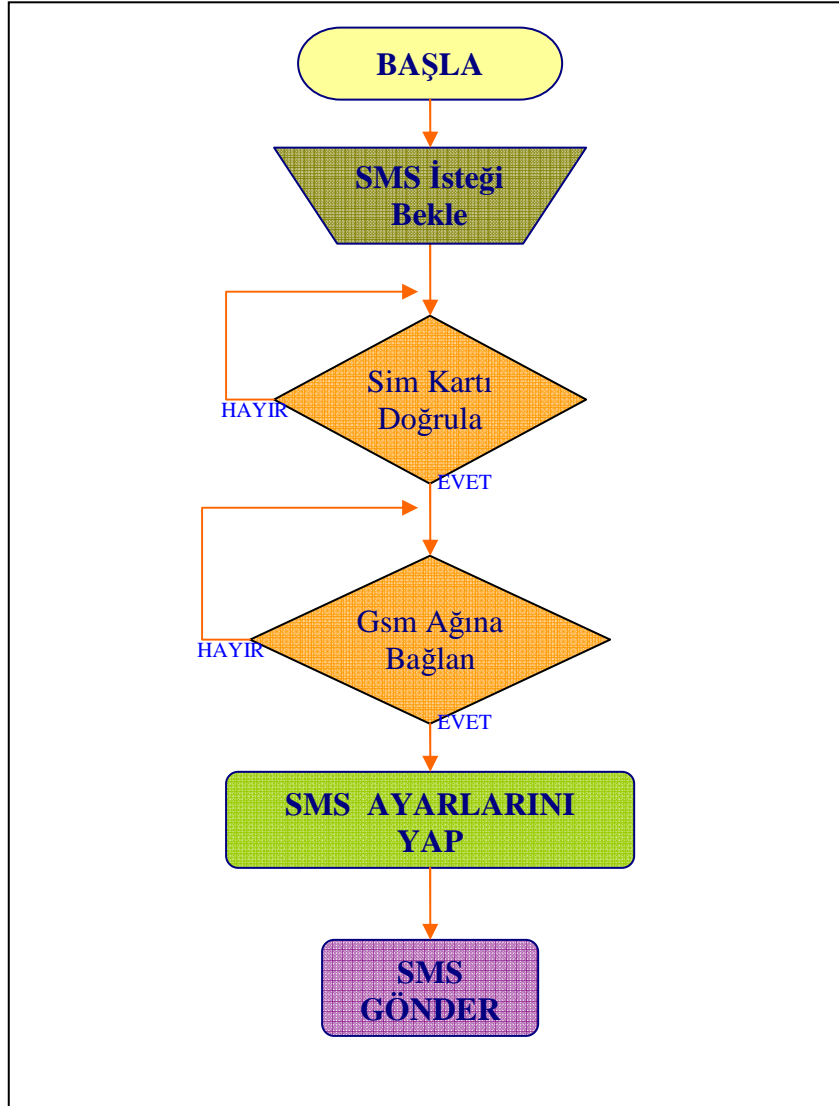 BAŞLA
SMS İsteği
Bekle
Sim Kartı
Doğrula
HAYIR
EVET
Gsm Ağına
Bağlan
HAYIR
EVET
SMS AYARLARINI
YAP
SMS
GÖNDER